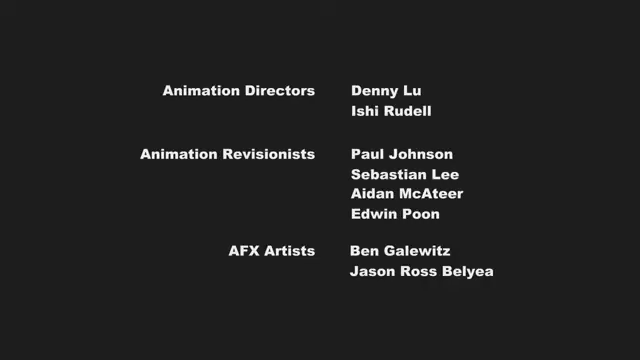 Animation Directors Denny Lu
Ishi Rudell
Animation Revisionists Paul Johnson
Sebastian Lee
Aidan McAteer
Edwin Poon
AFX Artists Ben Galewitz
Jason Ross Belyea